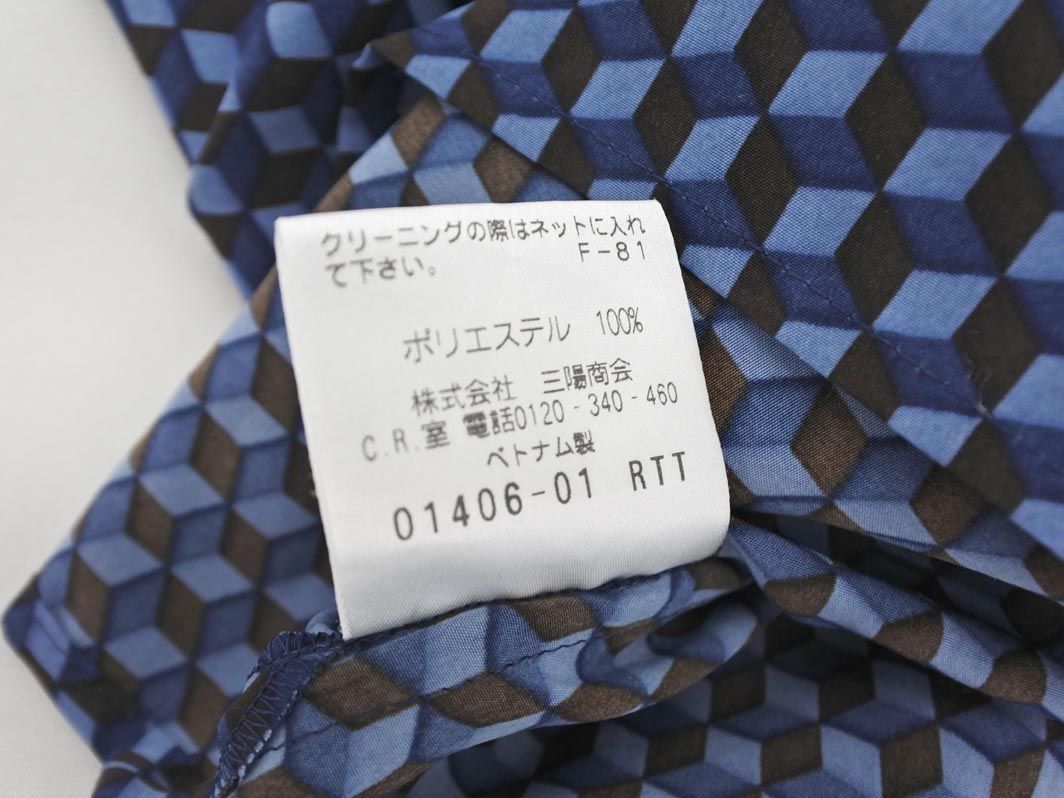 クリーニングの際はネットに入れ
て下さい。 F-81
ポリエステル 100%
株式会社 三陽商会
C.R.室 電話0120-340-460
ベトナム製
01406-01 RTT